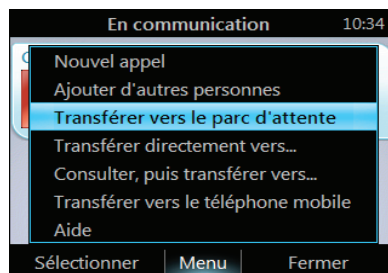 En communication 10:34
Nouvel appel
Ajouter d'autres personnes
Transférer vers le parc d'attente
Transférer directement vers...
Consulter, puis transférer vers...
Transférer vers le téléphone mobile
Aide
Sélectionner Menu Fermer